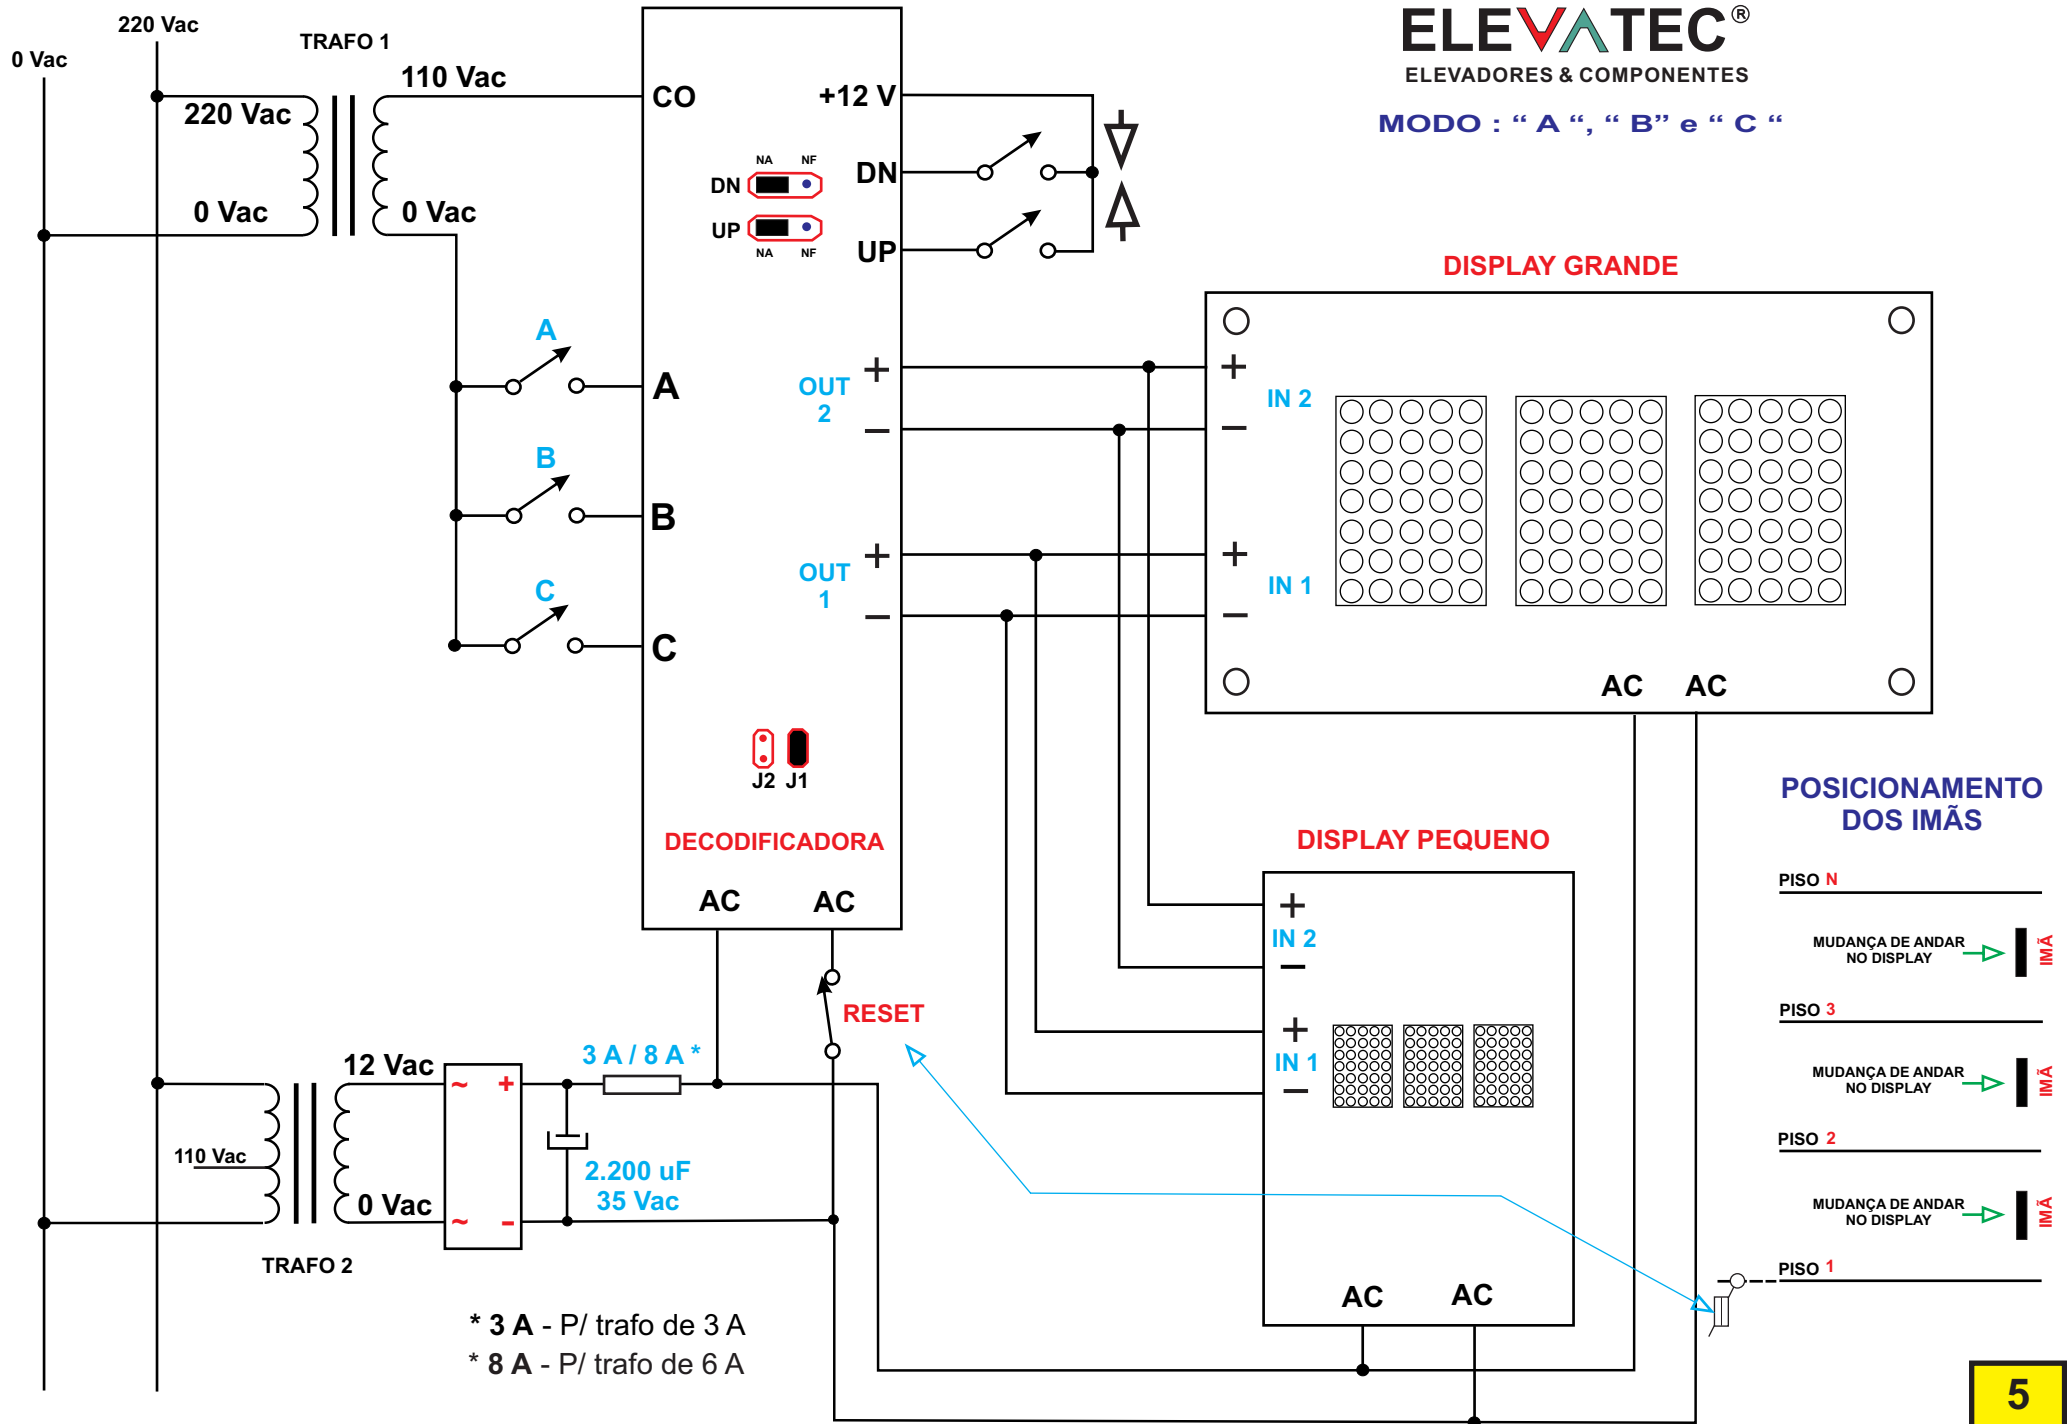 0 Vac
220 Vac
TRAFO 1
220 Vac
0 Vac
110 Vac
0 Vac
CO
+12 V
NA NF
DN
UP
NA NF
DN
UP
A
B
C
A
B
C
OUT
2
+
−
OUT
1
+
−
J2 J1
DECODIFICADORA
AC AC
ELEVATEC®
ELEVADORES & COMPONENTES
MODO : “ A “, “ B” e “ C “
DISPLAY GRANDE
+
IN 2
−
+
IN 1
−
AC AC
DISPLAY PEQUENO
+
IN 2
−
+
IN 1
−
AC AC
RESET
110 Vac
TRAFO 2
12 Vac
0 Vac
~ +
~ -
3 A / 8 A *
2.200 uF
35 Vac
* 3 A - P/ trafo de 3 A
* 8 A - P/ trafo de 6 A
POSICIONAMENTO
DOS IMÃS
PISO N
MUDANÇA DE ANDAR
NO DISPLAY
IMÃ
PISO 3
MUDANÇA DE ANDAR
NO DISPLAY
IMÃ
PISO 2
MUDANÇA DE ANDAR
NO DISPLAY
IMÃ
PISO 1
5